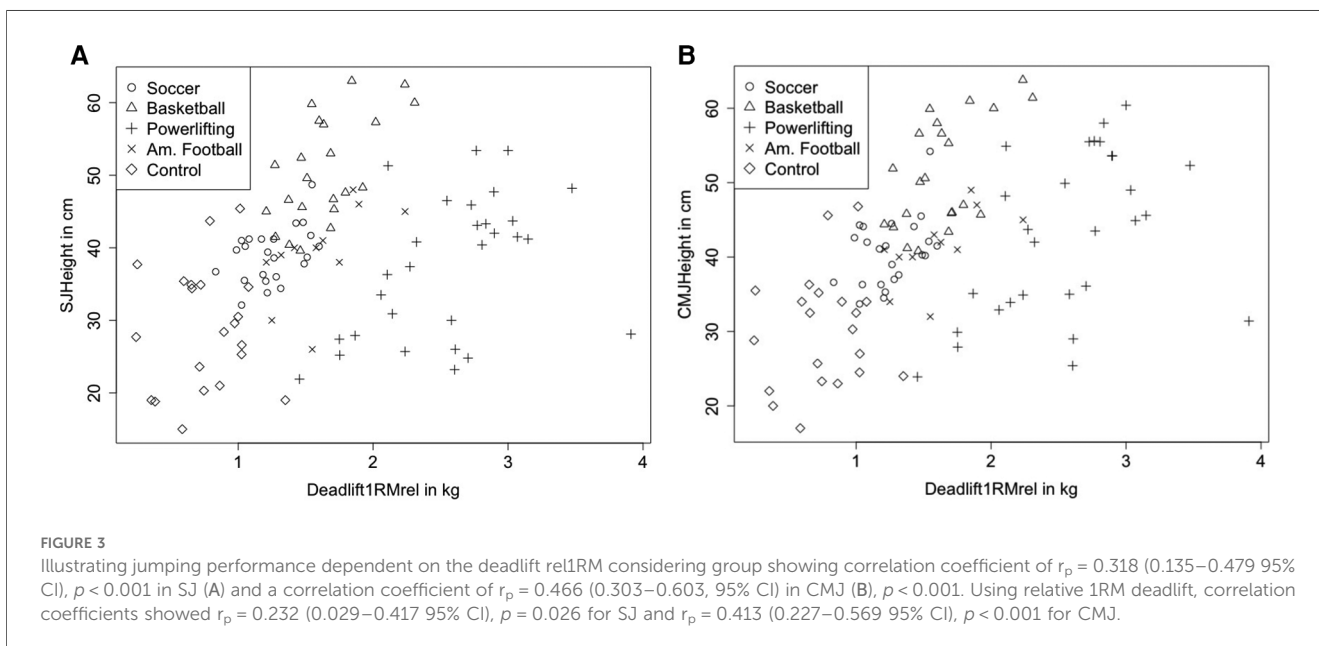 A
Soccer
Basketball
Powerlifting
Am. Football
Control
SJHeight in cm
60
50
40
30
20
1 2 3 4
Deadlift1RMrel in kg
B
Soccer
Basketball
Powerlifting
Am. Football
Control
CMJHeight in cm
60
50
40
30
20
1 2 3 4
Deadlift1RMrel in kg
FIGURE 3
Illustrating jumping performance dependent on the deadlift rel1RM considering group showing correlation coefficient of rp = 0.318 (0.135–0.479 95%
CI), p < 0.001 in SJ (A) and a correlation coefficient of rp = 0.466 (0.303–0.603, 95% CI) in CMJ (B), p < 0.001. Using relative 1RM deadlift, correlation
coefficients showed rp = 0.232 (0.029–0.417 95% CI), p = 0.026 for SJ and rp = 0.413 (0.227–0.569 95% CI), p < 0.001 for CMJ.